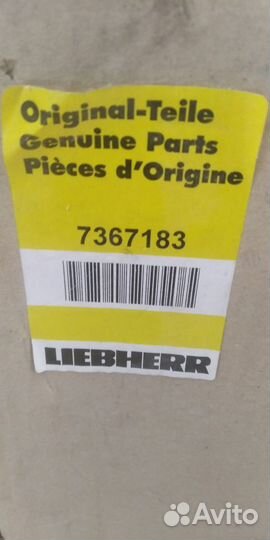 Original-Teile
Genuine Parts
Pièces d'Origine
7367183
LIEBHERR
Avito